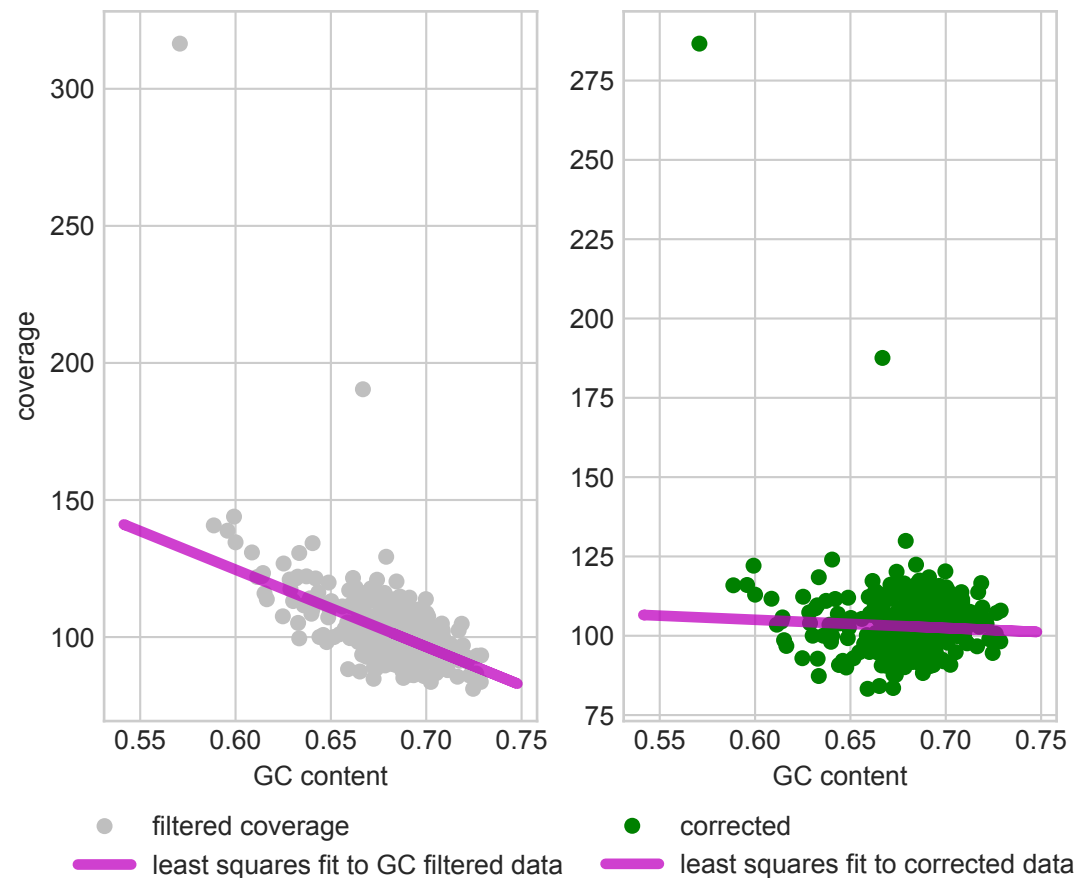 300
250
200
150
100
coverage
0.55 0.60 0.65 0.70 0.75
GC content
275
250
225
200
175
150
125
100
75
0.55 0.60 0.65 0.70 0.75
GC content
filtered coverage
least squares fit to GC filtered data
corrected
least squares fit to corrected data